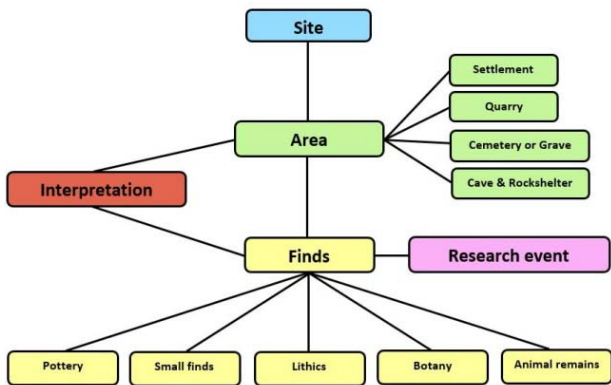 Site
Settlement
Quarry
Area
Cemetery or Grave
Cave & Rockshelter
Interpretation
Finds
Research event
Pottery
Small finds
Lithics
Botany
Animal remains